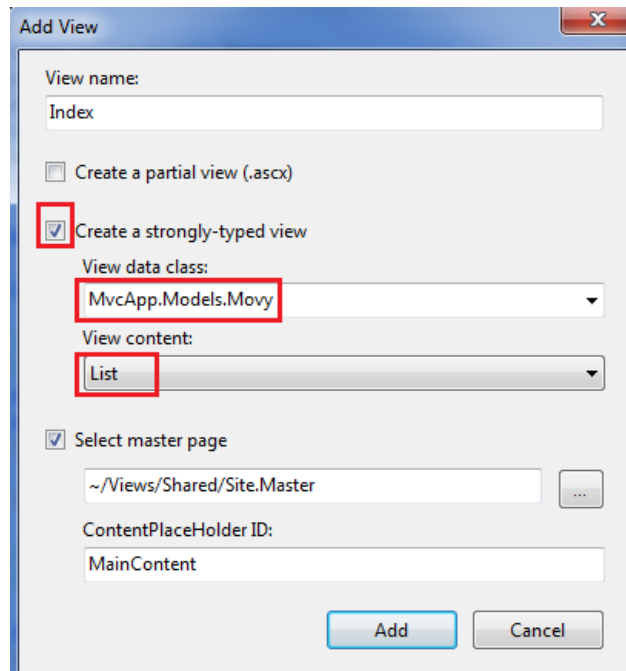 Add View
View name:
Index
Create a partial view (.ascx)
Create a strongly-typed view
View data class:
MvcApp.Models.Movy
View content:
List
Select master page
~/Views/Shared/Site.Master
...
ContentPlaceHolder ID:
MainContent
Add Cancel